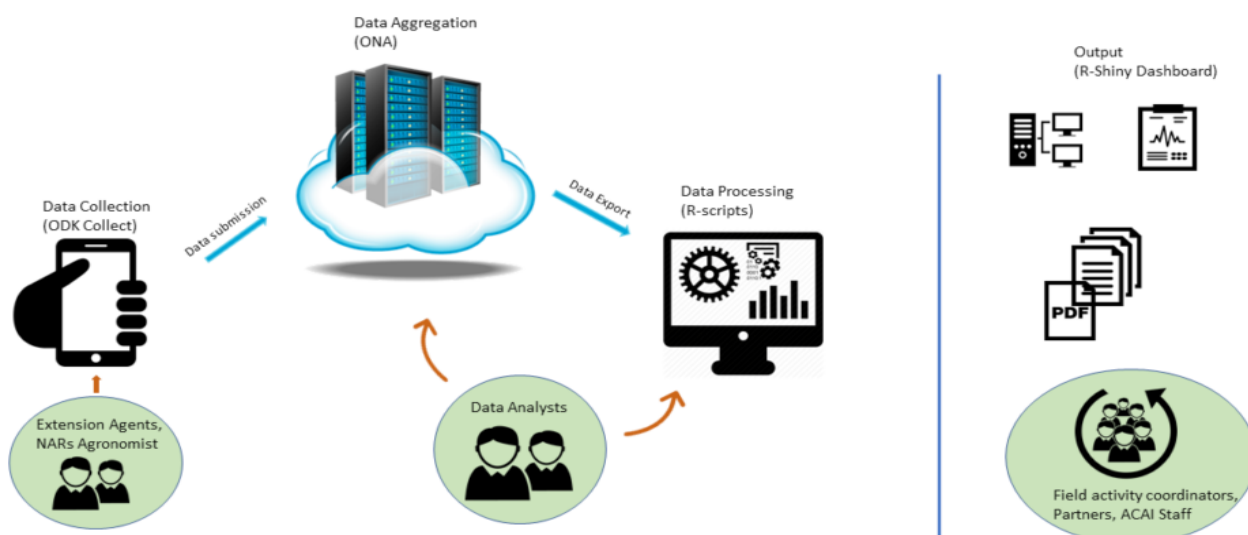 Data Aggregation
(ONA)
Output
(R-Shiny Dashboard)
Data Collection
(ODK Collect)
Data submission
Data Export
Data Processing
(R-scripts)
PDF
Extension Agents,
NARs Agronomist
Data Analysts
Field activity coordinators,
Partners, ACAI Staff